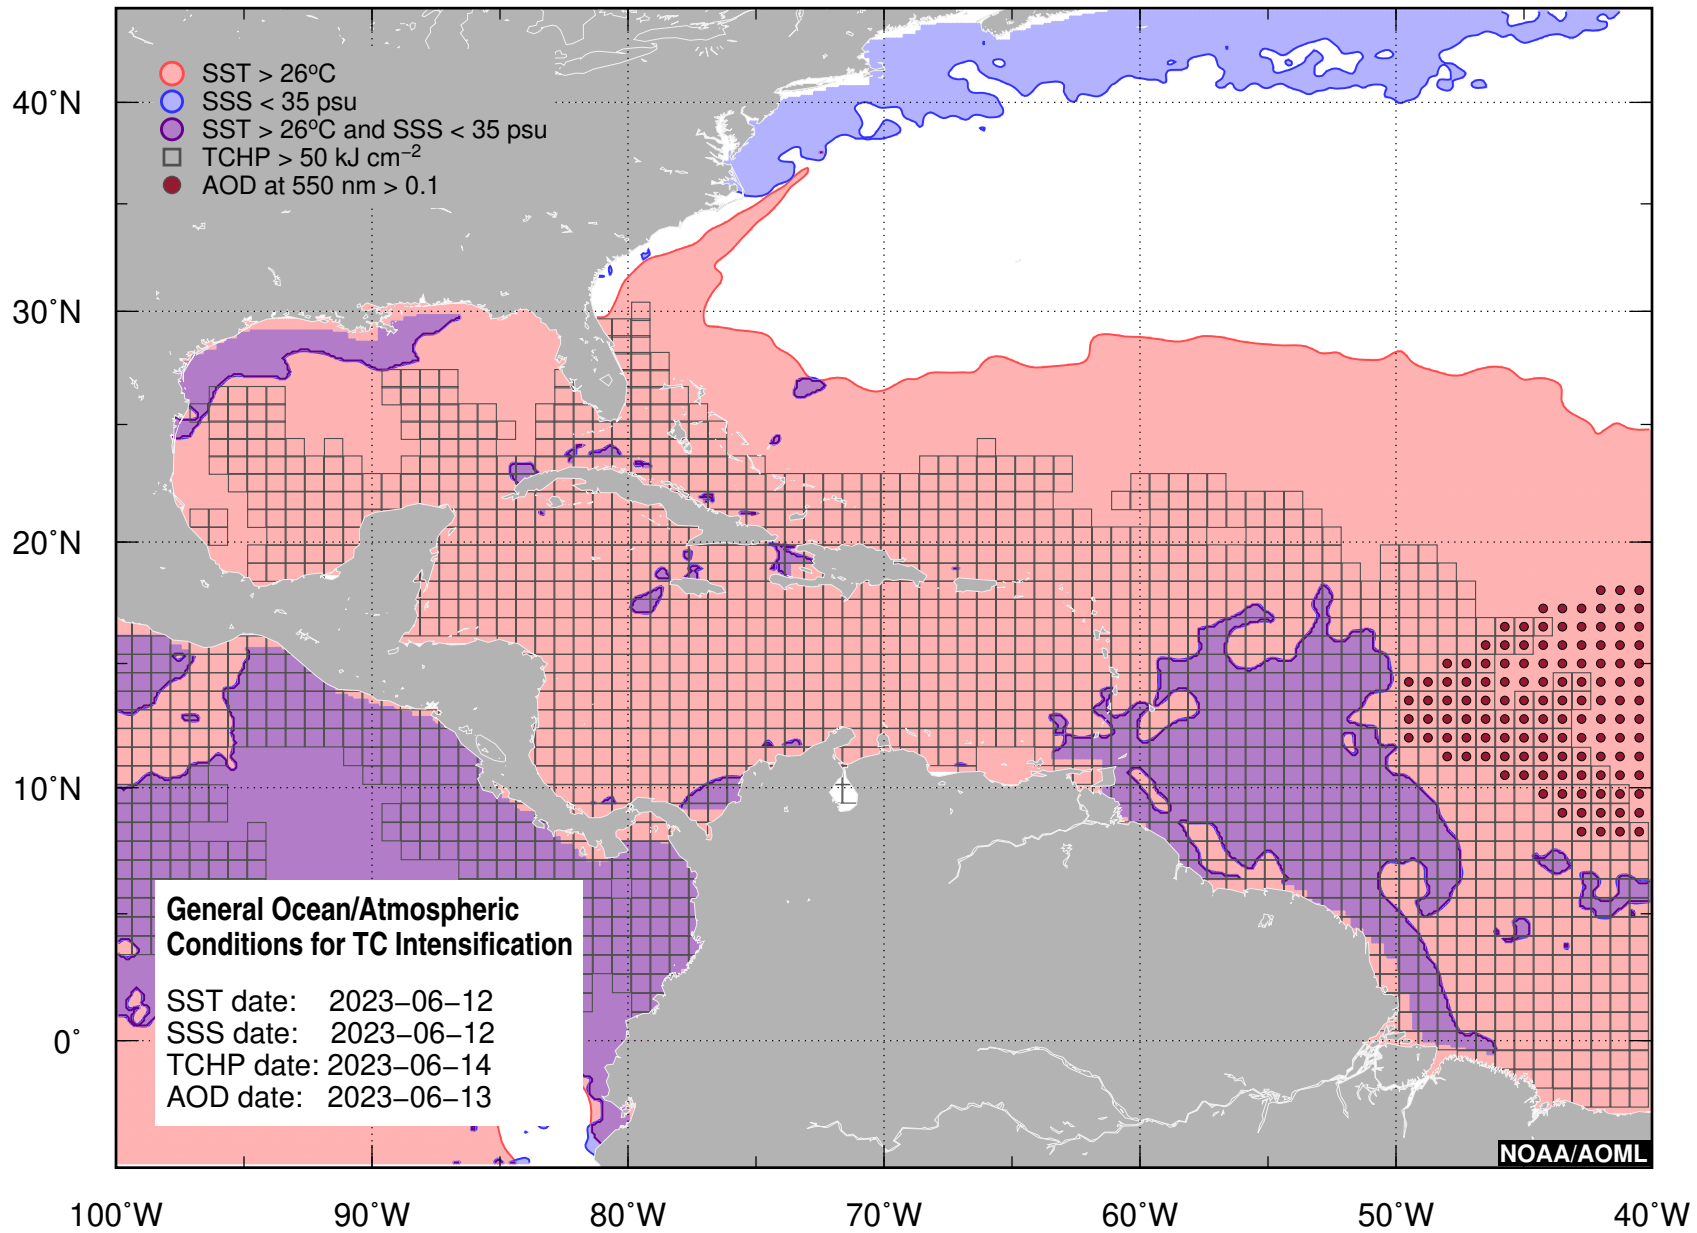 SST > 26°C
SSS < 35 psu
SST > 26°C and SSS < 35 psu
TCHP > 50 kJ cm⁻²
AOD at 550 nm > 0.1
40°N
30°N
20°N
10°N
0°
General Ocean/Atmospheric
Conditions for TC Intensification
SST date: 2023−06−12
SSS date: 2023−06−12
TCHP date: 2023−06−14
AOD date: 2023−06−13
NOAA/AOML
100°W 90°W 80°W 70°W 60°W 50°W 40°W